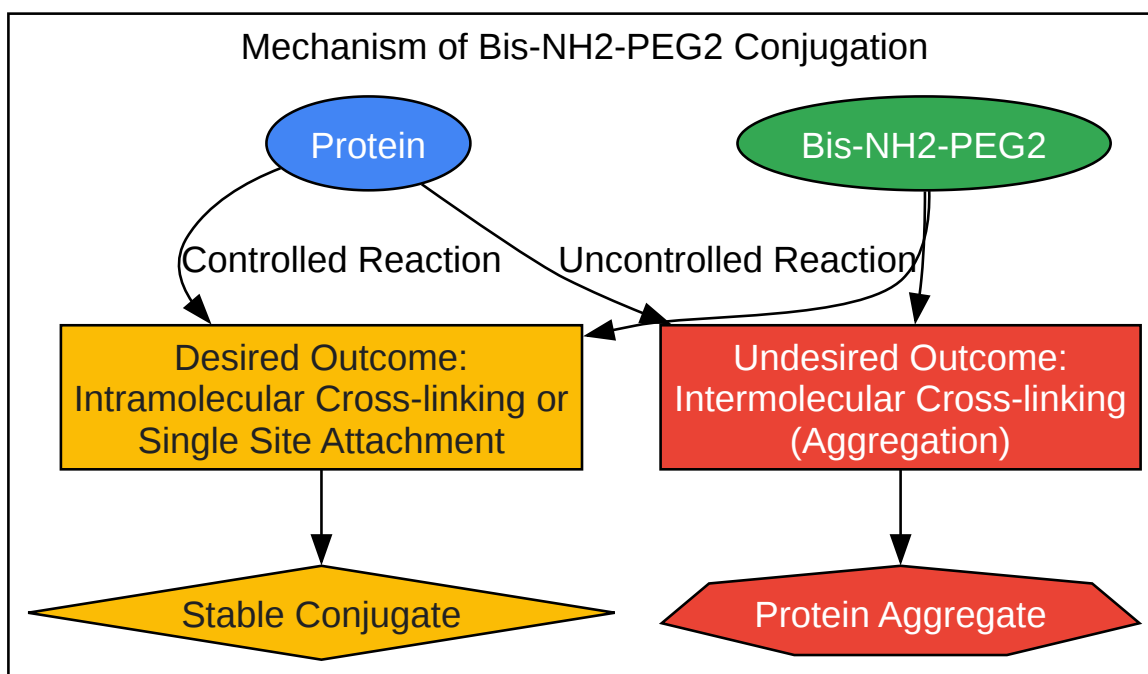 Mechanism of Bis-NH2-PEG2 Conjugation
Protein
Bis-NH2-PEG2
Controlled Reaction
Uncontrolled Reaction
Desired Outcome:
Intramolecular Cross-linking or
Single Site Attachment
Undesired Outcome:
Intermolecular Cross-linking
(Aggregation)
Stable Conjugate
Protein Aggregate